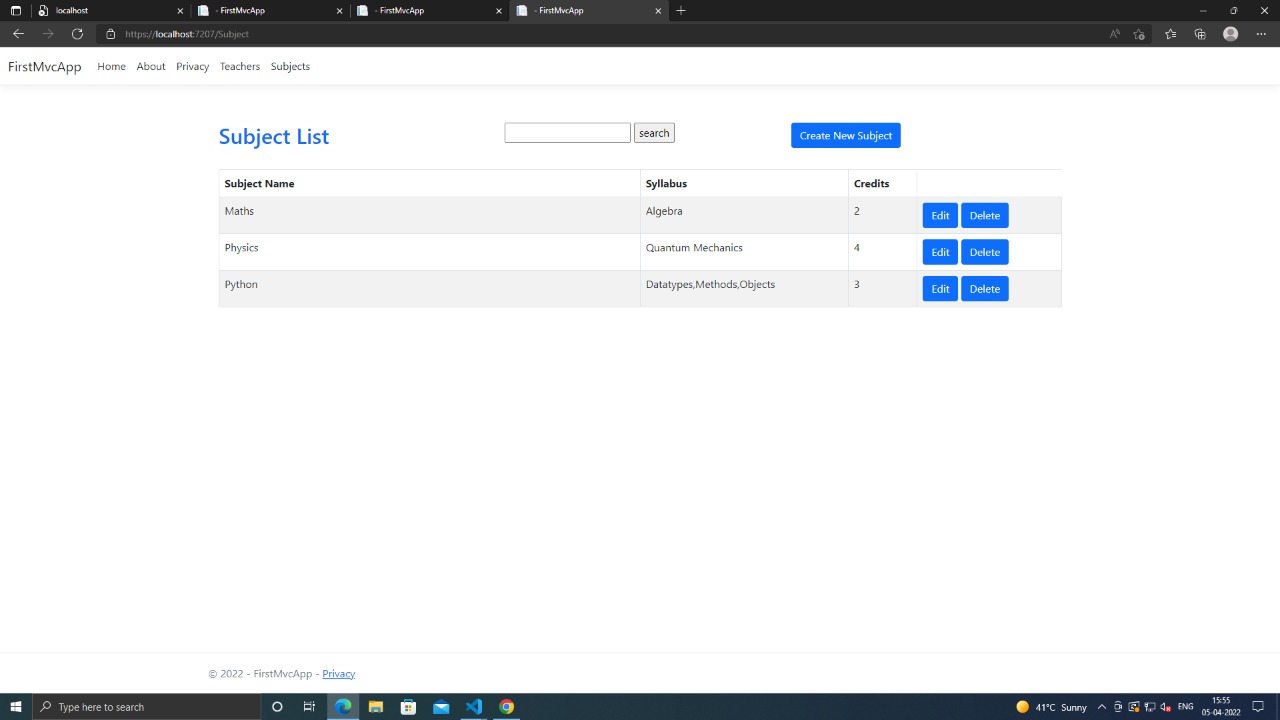 localhost
- FirstMvcApp
- FirstMvcApp
- FirstMvcApp
https://localhost:7207/Subject
FirstMvcApp Home About Privacy Teachers Subjects
Subject List search Create New Subject
Subject Name Syllabus Credits
Maths Algebra 2 Edit Delete
Physics Quantum Mechanics 4 Edit Delete
Python Datatypes,Methods,Objects 3 Edit Delete
© 2022 - FirstMvcApp - Privacy
Type here to search
41°C Sunny
ENG
15:55
05-04-2022